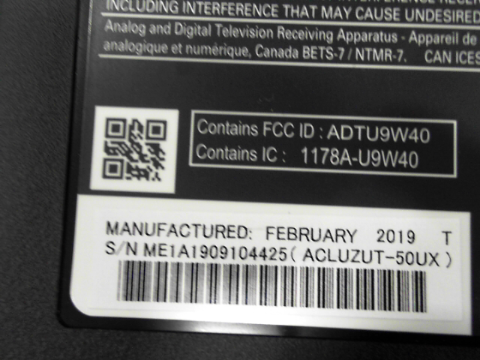 INCLUDING INTERFERENCE THAT MAY CAUSE UNDESIRED
Analog and Digital Television Receiving Apparatus - Appareil de
analogique et numérique, Canada BETS-7 / NTMR-7. CAN ICES
Contains FCC ID : ADTU9W40
Contains IC : 1178A-U9W40
MANUFACTURED: FEBRUARY 2019 T
S/N ME1A1909104425( ACLUZUT-50UX )